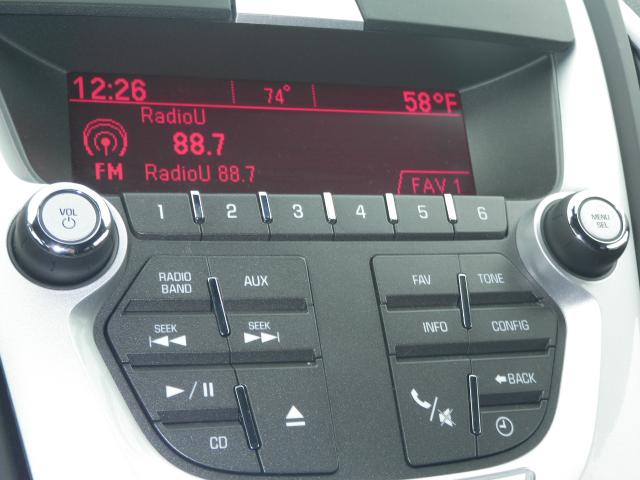 12:26 74° 58°F
RadioU
88.7
FM RadioU 88.7
FAV 1
VOL
1 2 3 4 5 6
MENU
SEL
RADIO
BAND
AUX
FAV
TONE
SEEK
SEEK
INFO
CONFIG
BACK
CD